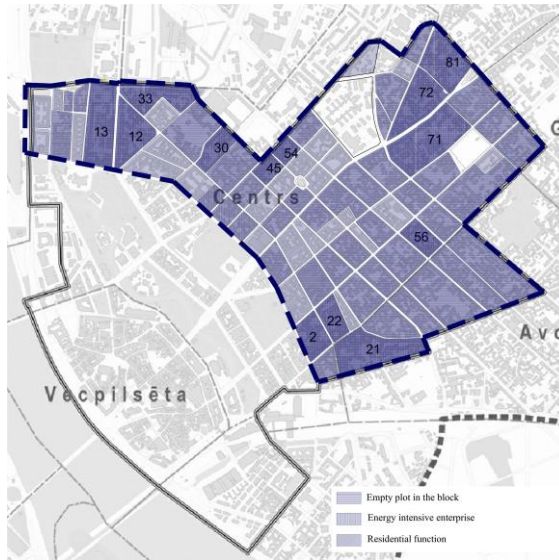 81
33
72
13
12
71
30
54
45
Centrs
56
22
2
21
Avo
Vecpilsēta
Empty plot in the block
Energy intensive enterprise
Residential function